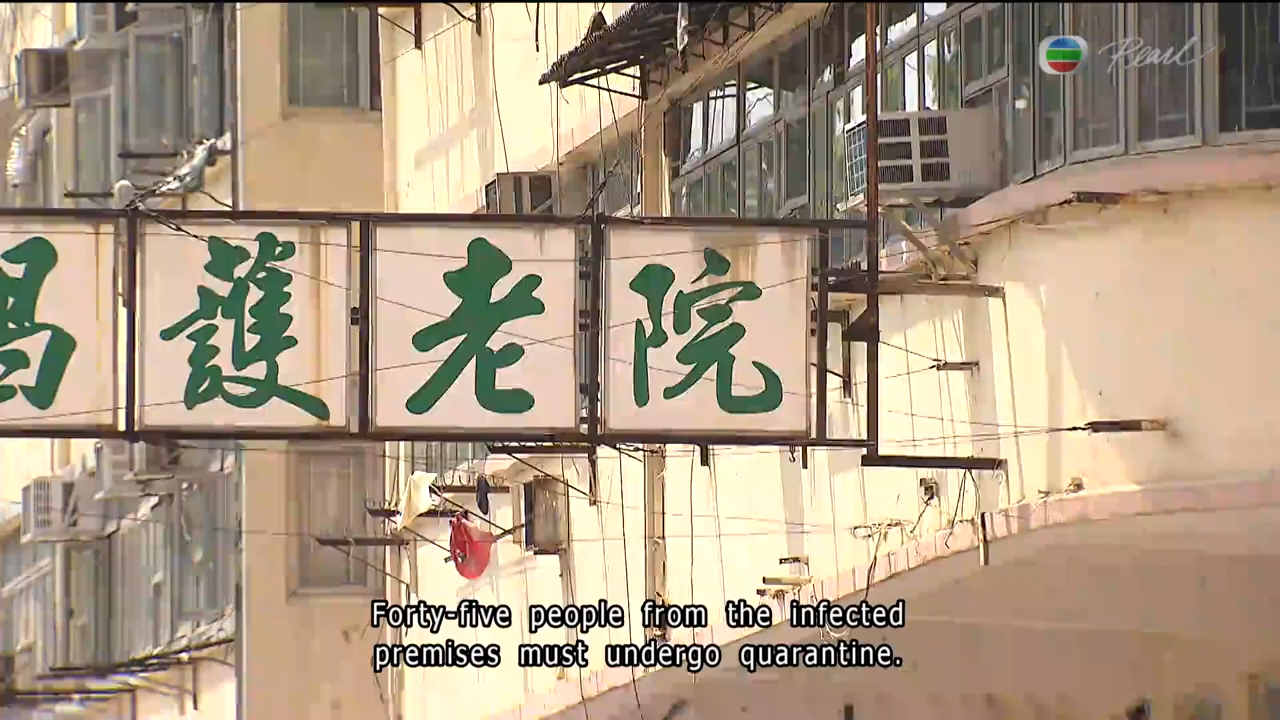 Pearl
護老院
Forty-five people from the infected
premises must undergo quarantine.